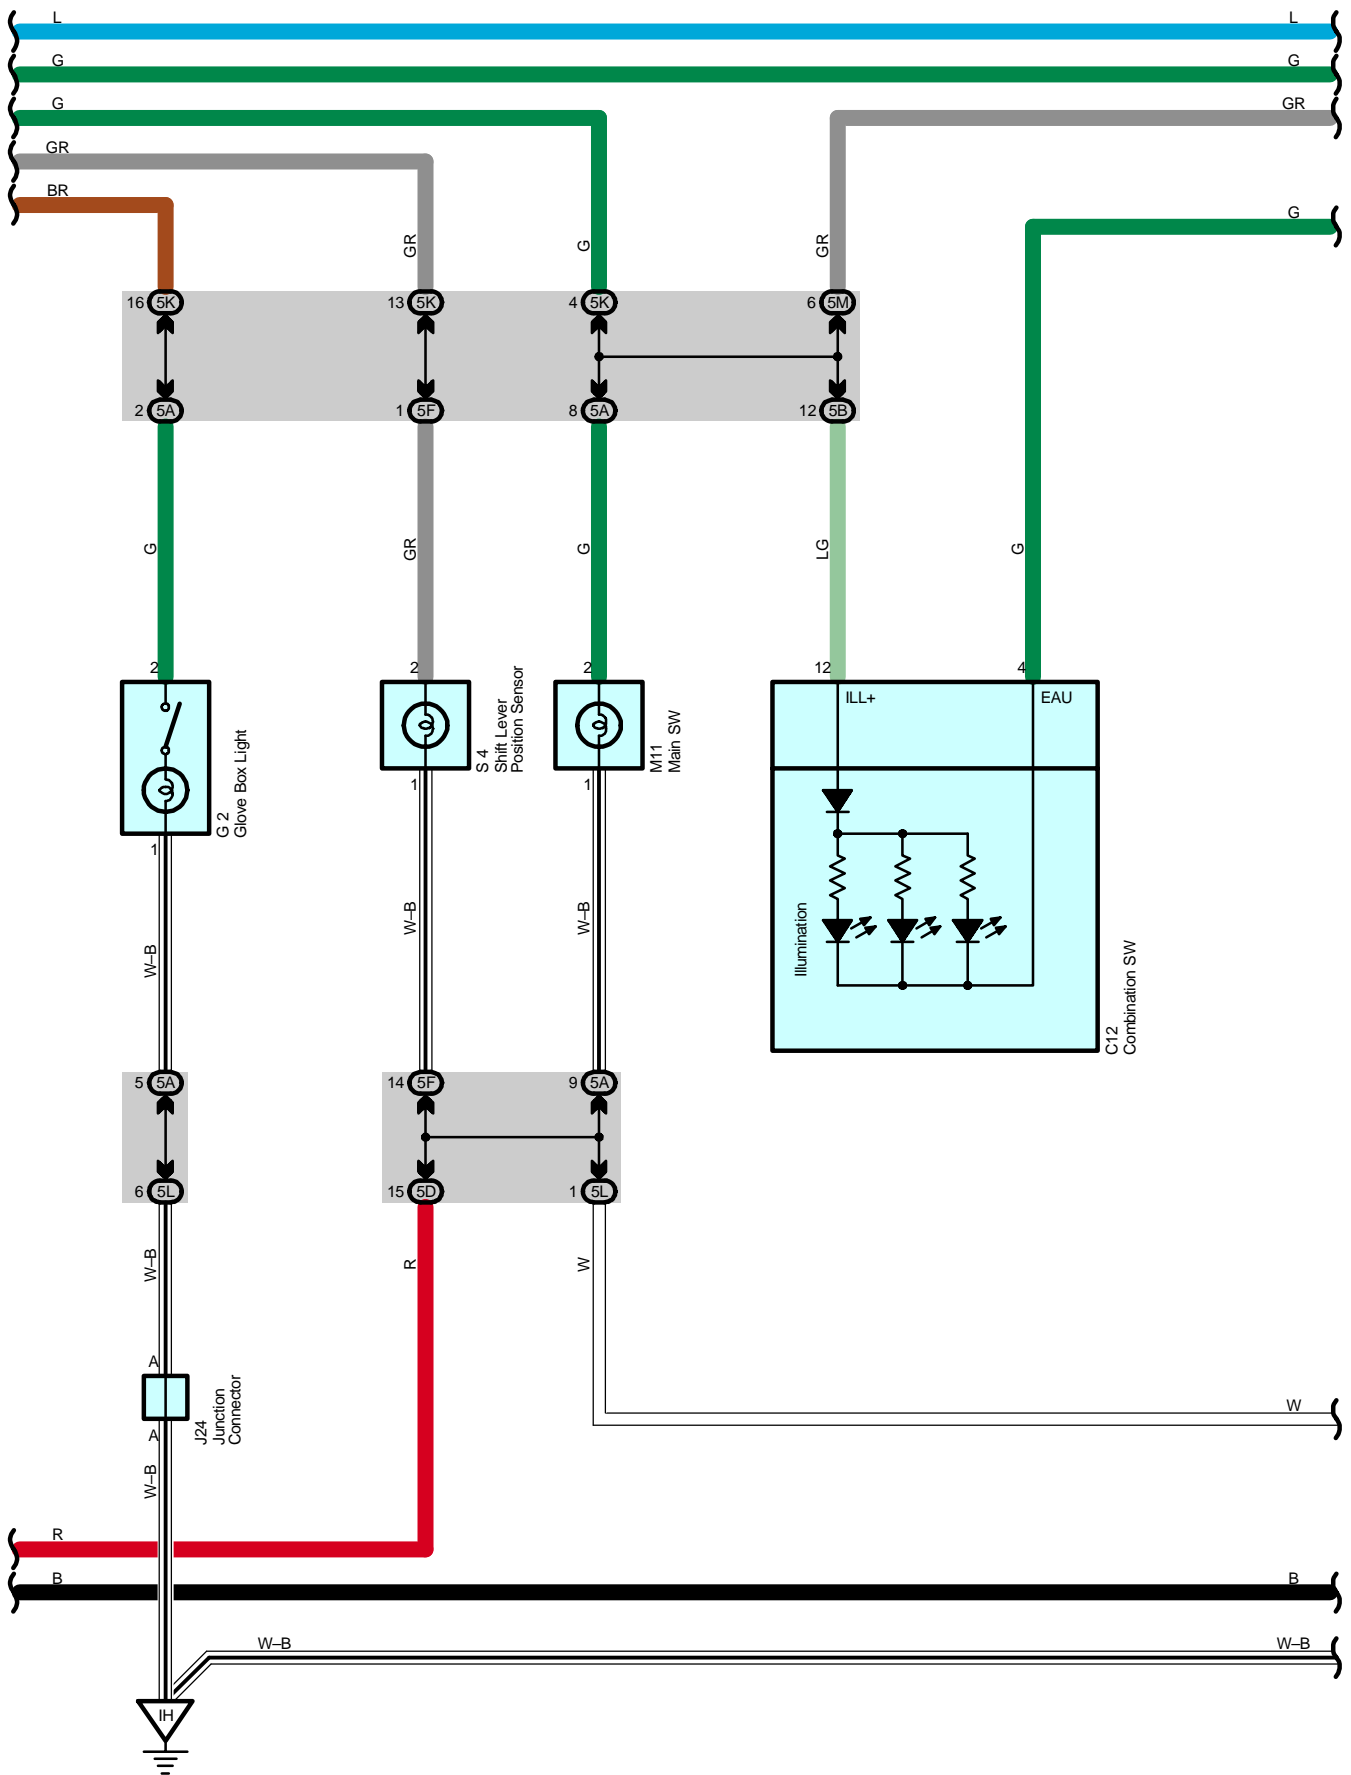 L L
G G
G GR
GR
BR
G
GR G GR
16 5K 13 5K 4 5K 6 5M
2 5A 1 5F 8 5A 12 5B
G GR G LG G
2 2 2 12 4
ILL+ EAU
G 2
Glove Box Light
S 4
Shift Lever
Position Sensor
M11
Main SW
1 1
1
Illumination
C12
Combination SW
W–B W–B W–B
5 5A 14 5F 9 5A
6 5L 15 5D 1 5L
W–B R W
A
J24
Junction
Connector
A
W
W–B
R
B B
W–B W–B
IH